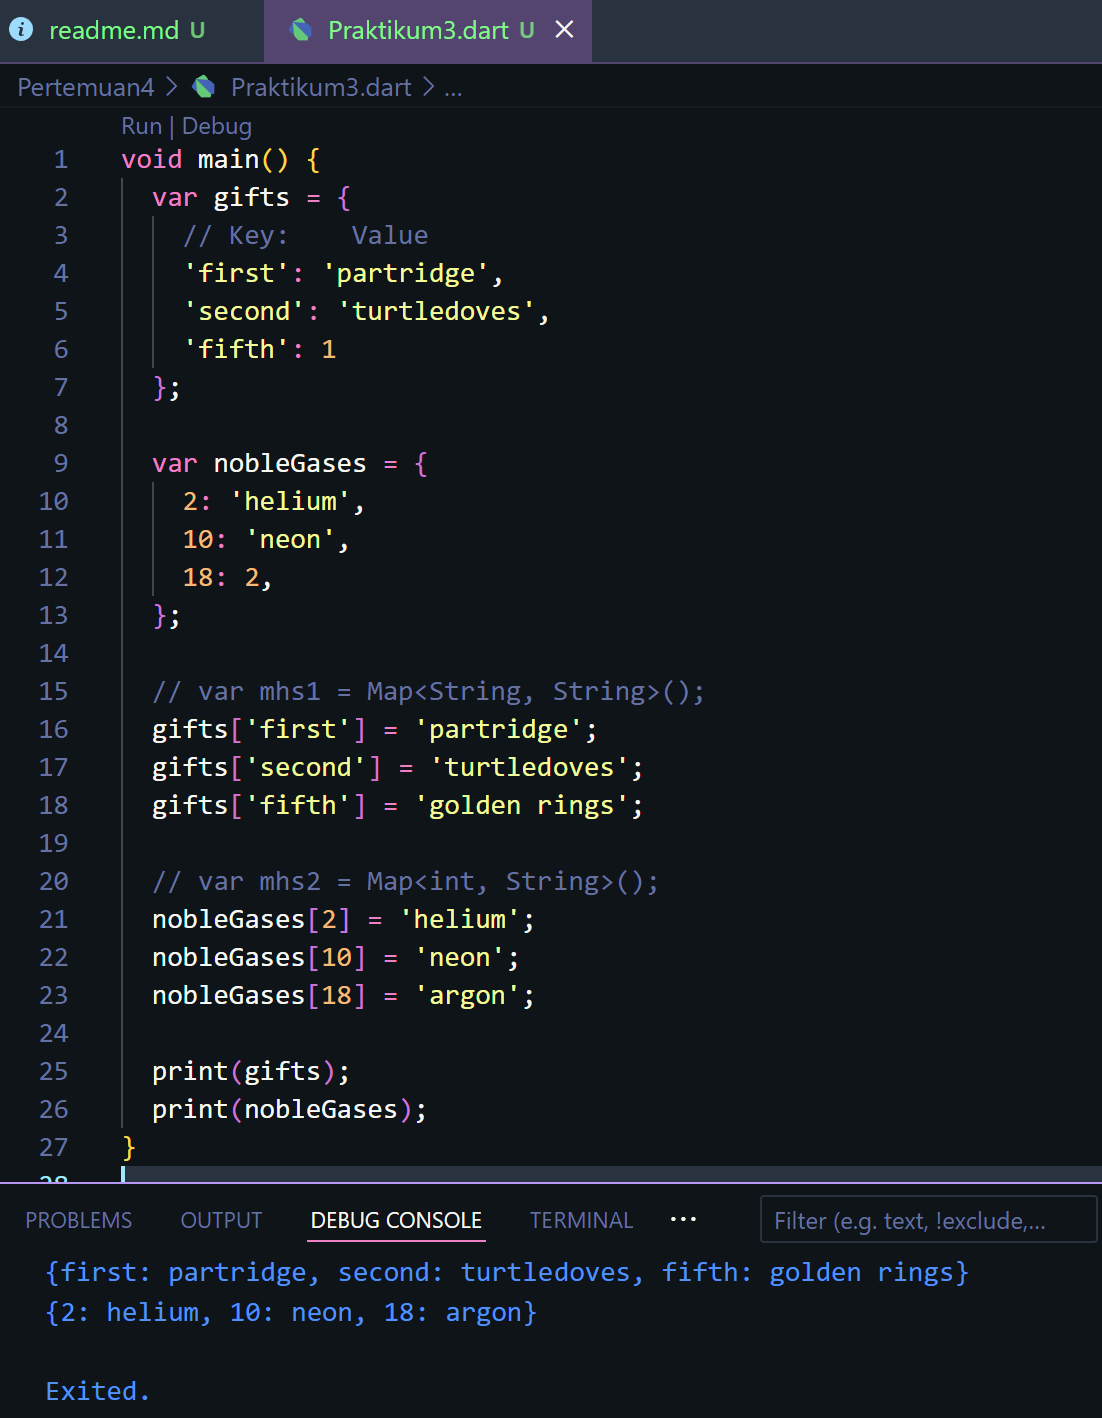 readme.md U Praktikum3.dart U
Pertemuan4 > Praktikum3.dart > ...
Run | Debug
1 void main() {
2   var gifts = {
3     // Key:    Value
4     'first': 'partridge',
5     'second': 'turtledoves',
6     'fifth': 1
7   };
8
9   var nobleGases = {
10     2: 'helium',
11     10: 'neon',
12     18: 2,
13   };
14
15   // var mhs1 = Map<String, String>();
16   gifts['first'] = 'partridge';
17   gifts['second'] = 'turtledoves';
18   gifts['fifth'] = 'golden rings';
19
20   // var mhs2 = Map<int, String>();
21   nobleGases[2] = 'helium';
22   nobleGases[10] = 'neon';
23   nobleGases[18] = 'argon';
24
25   print(gifts);
26   print(nobleGases);
27 }
28
PROBLEMS OUTPUT DEBUG CONSOLE TERMINAL ... Filter (e.g. text, !exclude,...
{first: partridge, second: turtledoves, fifth: golden rings}
{2: helium, 10: neon, 18: argon}
Exited.